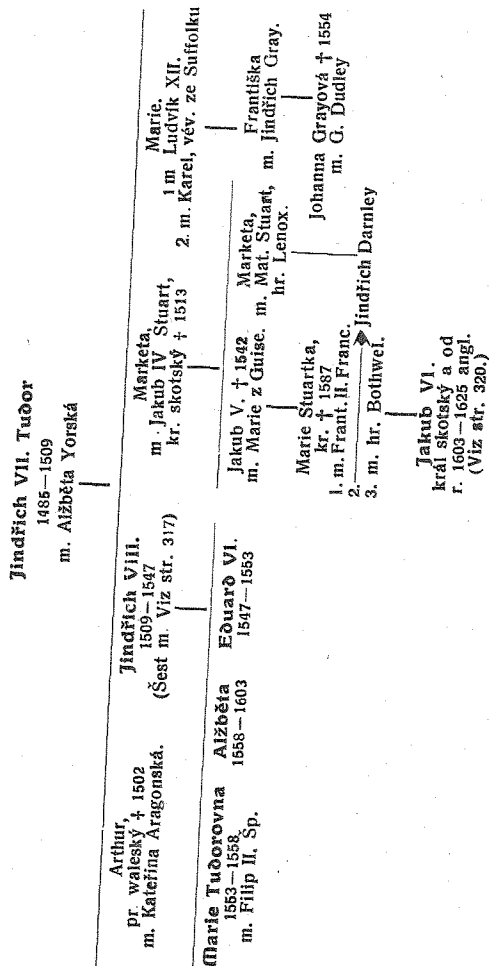 Jindřich VII. Tudor
1485—1509
m. Alžběta Yorská
Arthur,
pr. waleský † 1502
m. Kateřina Aragonská.
Jindřich VIII.
1509—1547
(Šest m. Viz str. 317)
Marketa,
m. Jakub IV Stuart,
kr. skotský † 1513
Marie.
1 m Ludvík XII.
2. m. Karel, vév. ze Suffolku
Marie Tudorovna
1553—1558
m. Filip II. Šp.
Alžběta
1558—1603
Eduard VI.
1547—1553
Jakub V. † 1542
m. Marie z Guise.
Marketa,
m. Mat. Stuart,
hr. Lenox.
Františka
m. Jindřich Gray.
Marie Stuartka,
kr. † 1587
1. m. Frant. II. Franc.
2.
3. m. hr. Bothwel.
Jindřich Darnley
Johanna Grayová † 1554
m. G. Dudley
Jakub VI.
král skotský a od
r. 1603—1625 angl.
(Viz str. 320.)